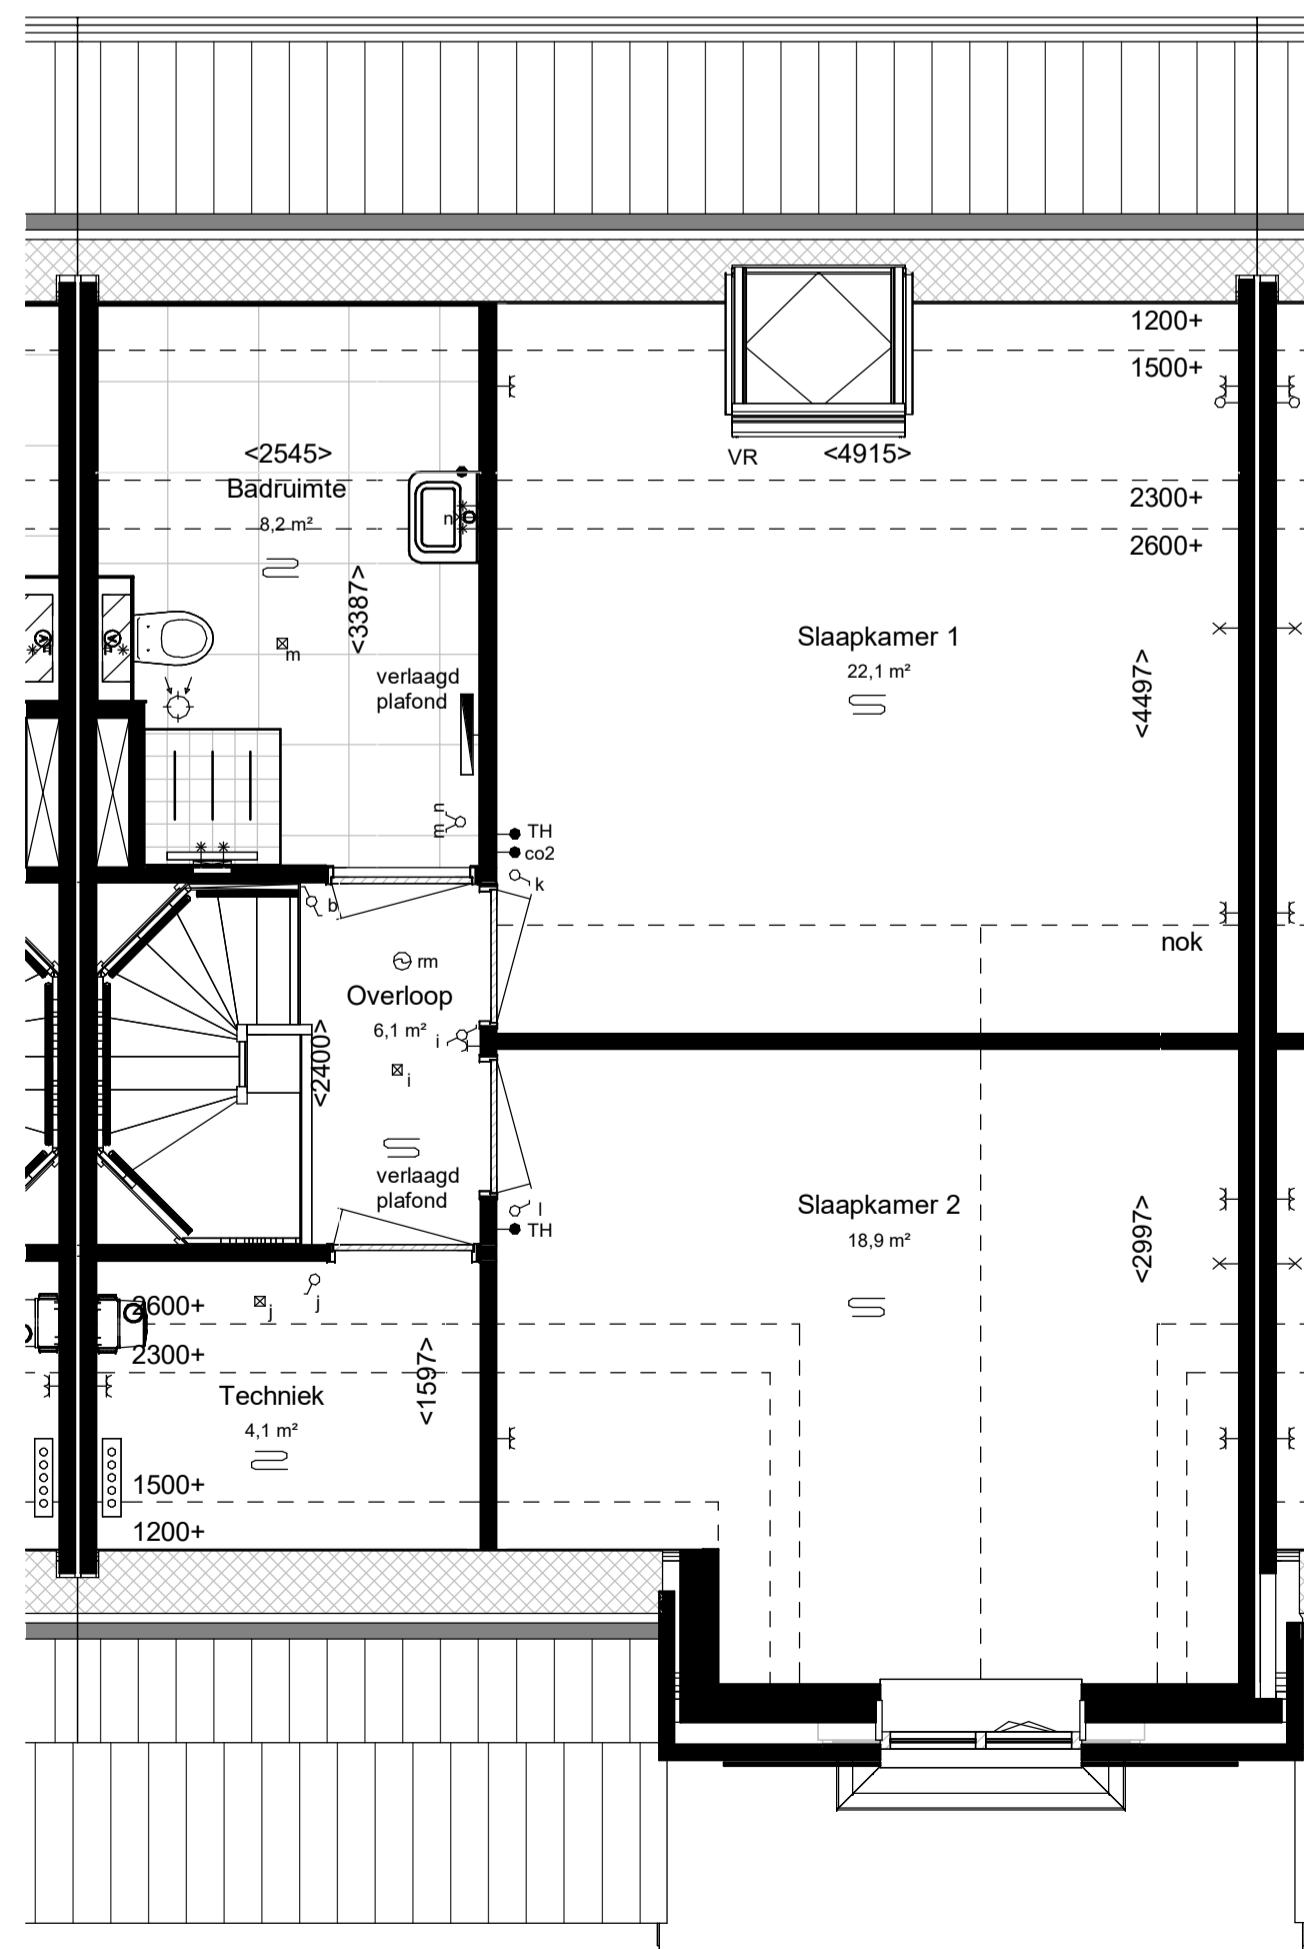 1200+
1500+
<2545>
VR
<4915>
Badruimte
8,2 m²
2300+
n
2600+
<3387>
Slaapkamer 1
22,1 m²
m
verlaagd
plafond
<4497>
n
m
TH
co2
k
b
nok
rm
Overloop
6,1 m²
i
<2400>
i
verlaagd
plafond
Slaapkamer 2
18,9 m²
<2997>
l
TH
2600+
j
j
2300+
<1597>
Techniek
4,1 m²
1500+
1200+